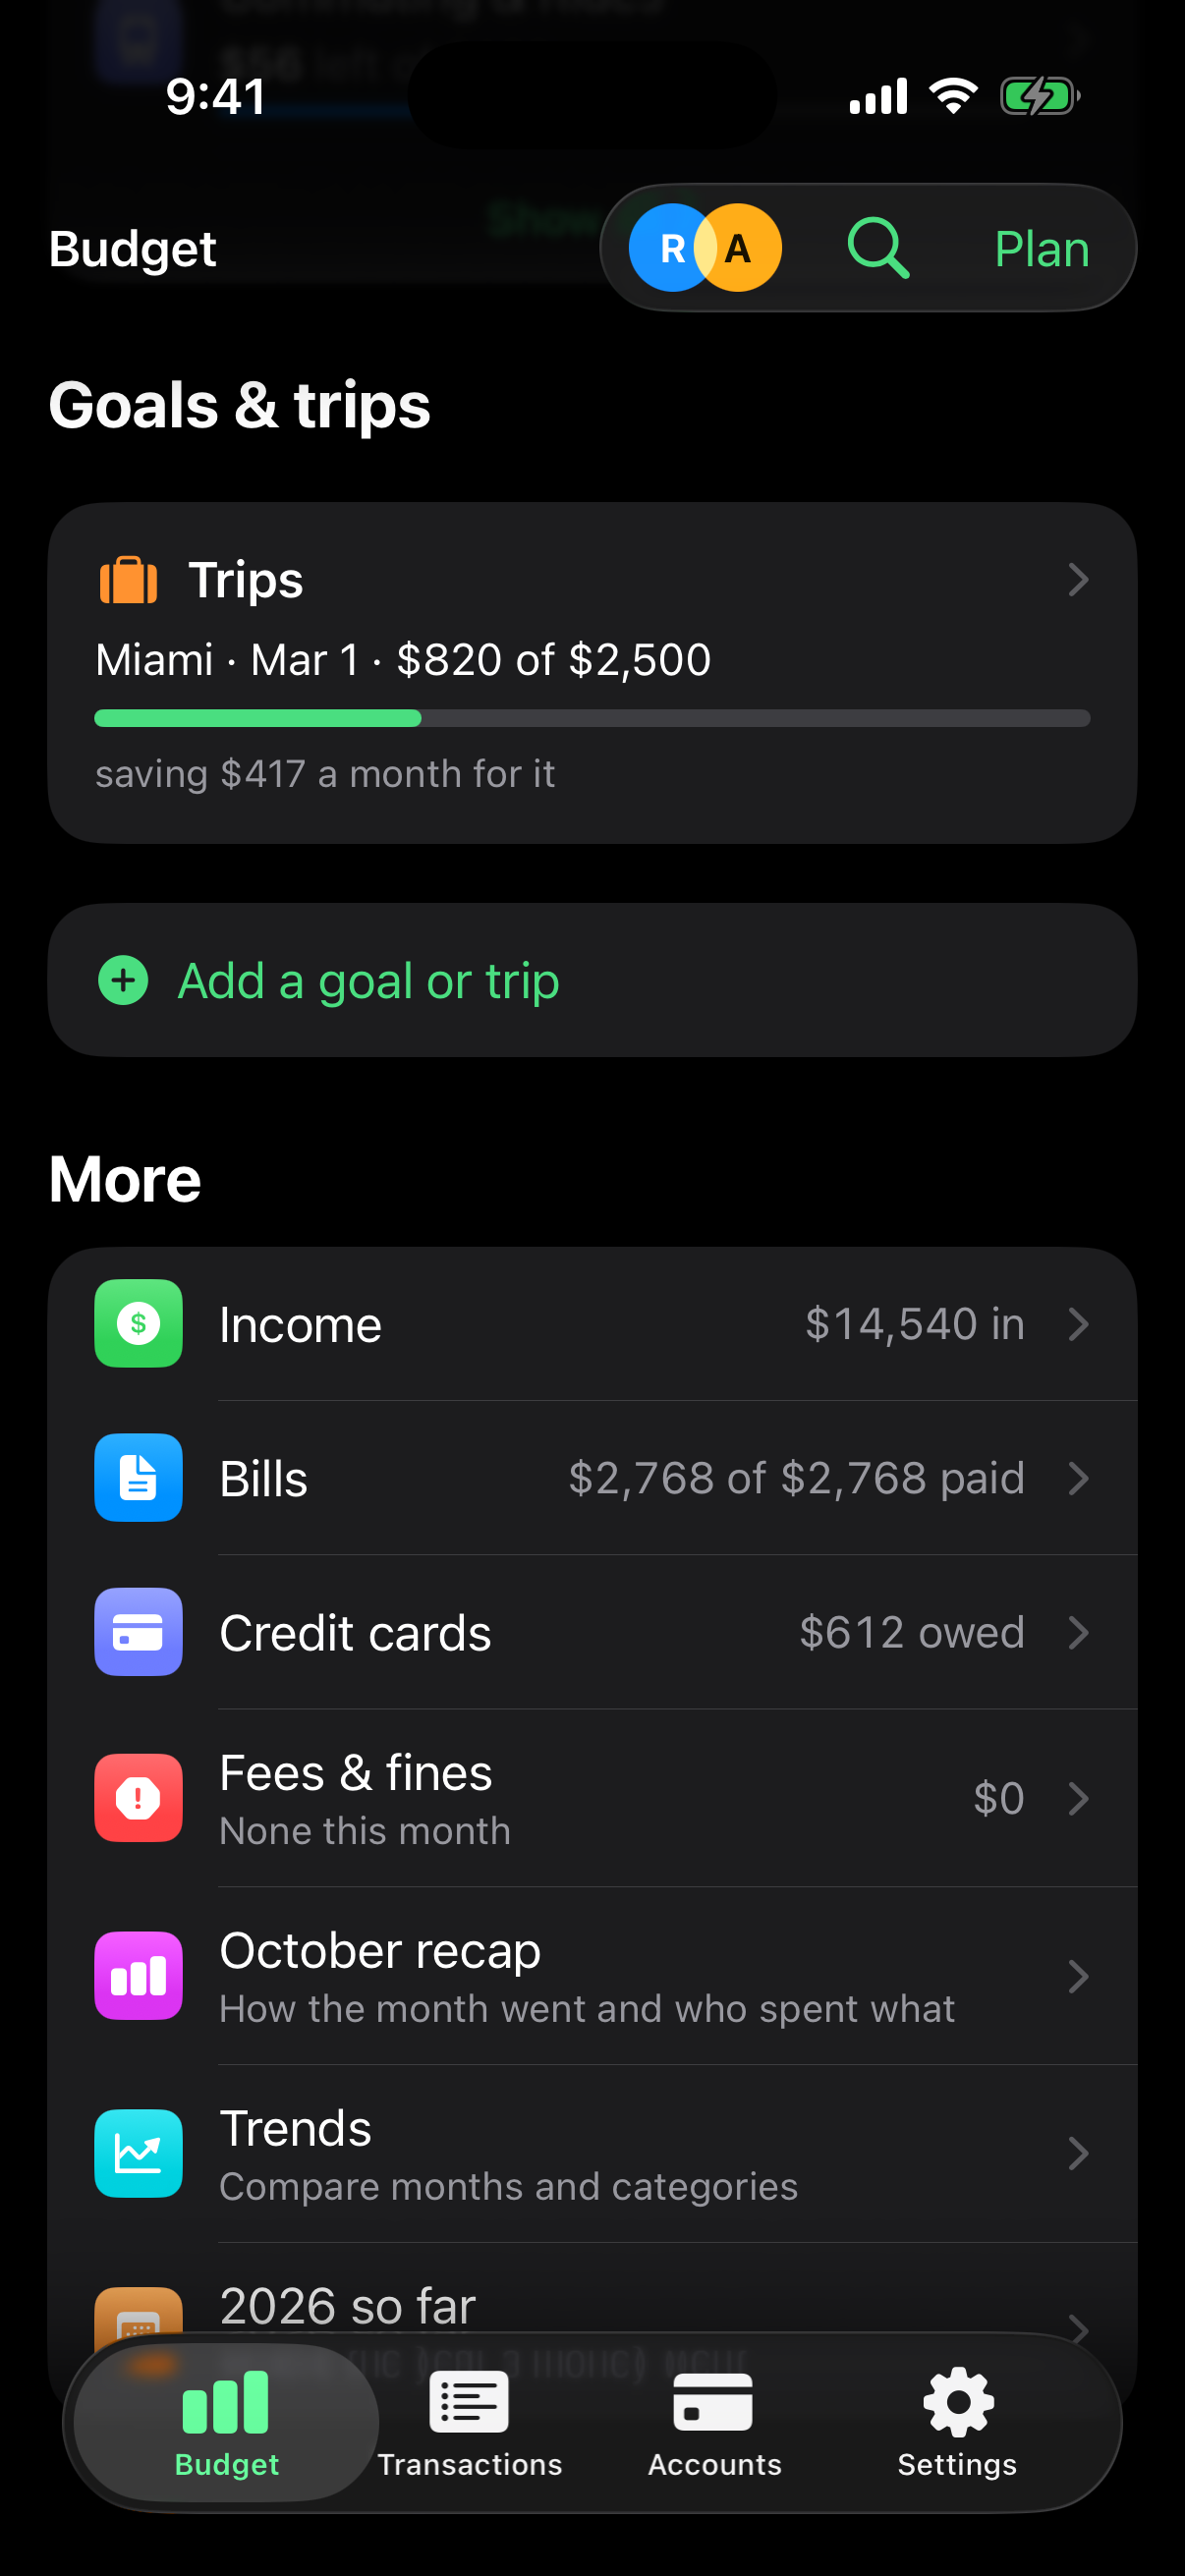 $56 left
9:41
Show
Budget
R A
Plan
Goals & trips
Trips
Miami · Mar 1 · $820 of $2,500
saving $417 a month for it
Add a goal or trip
More
Income
$14,540 in
Bills
$2,768 of $2,768 paid
Credit cards
$612 owed
Fees & fines
None this month
$0
October recap
How the month went and who spent what
Trends
Compare months and categories
2026 so far
Budget
Transactions
Accounts
Settings